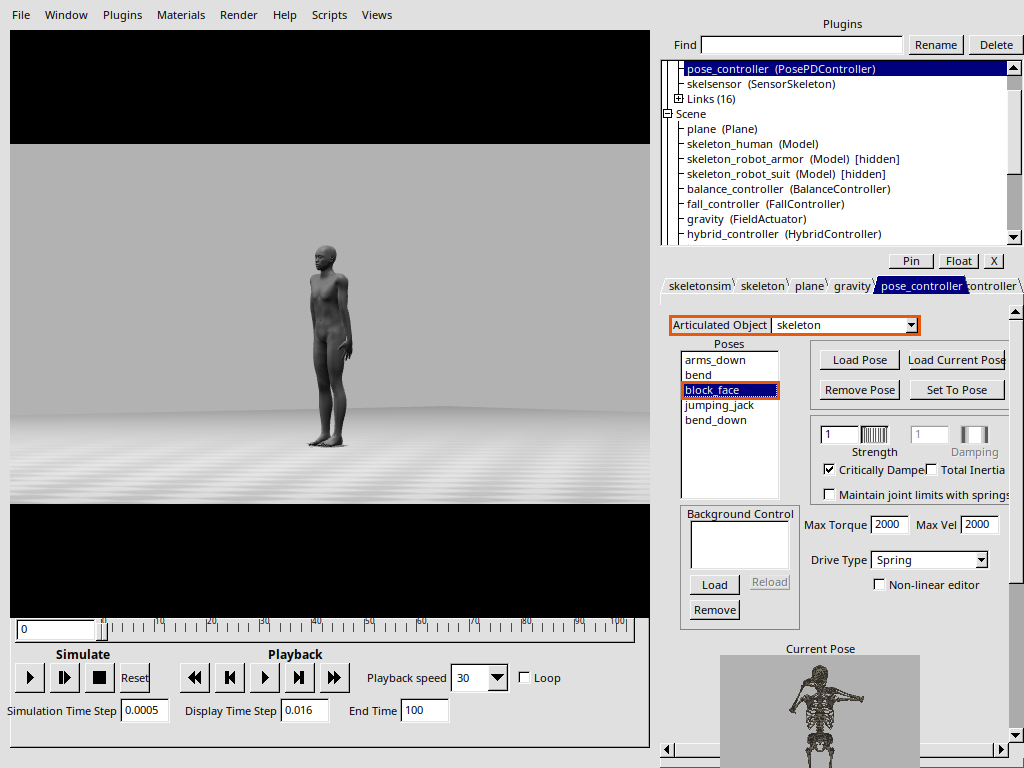 File Window Plugins Materials Render Help Scripts Views
Plugins
Find Rename Delete
pose_controller (PosePDController)
skelsensor (SensorSkeleton)
Links (16)
Scene
plane (Plane)
skeleton_human (Model)
skeleton_robot_armor (Model) [hidden]
skeleton_robot_suit (Model) [hidden]
balance_controller (BalanceController)
fall_controller (FallController)
gravity (FieldActuator)
hybrid_controller (HybridController)
Pin Float X
skeletonsim skeleton plane gravity pose_controller controller
Articulated Object skeleton
Poses
arms_down
bend
block_face
jumping_jack
bend_down
Load Pose Load Current Pose
Remove Pose Set To Pose
1 1
Strength Damping
Critically Dampe Total Inertia
Maintain joint limits with springs
Background Control
Load Reload
Remove
Max Torque 2000 Max Vel 2000
Drive Type Spring
Non-linear editor
Current Pose
0 0 10 20 30 40 50 60 70 80 90 100
Simulate Playback
Reset Playback speed 30 Loop
Simulation Time Step 0.0005 Display Time Step 0.016 End Time 100